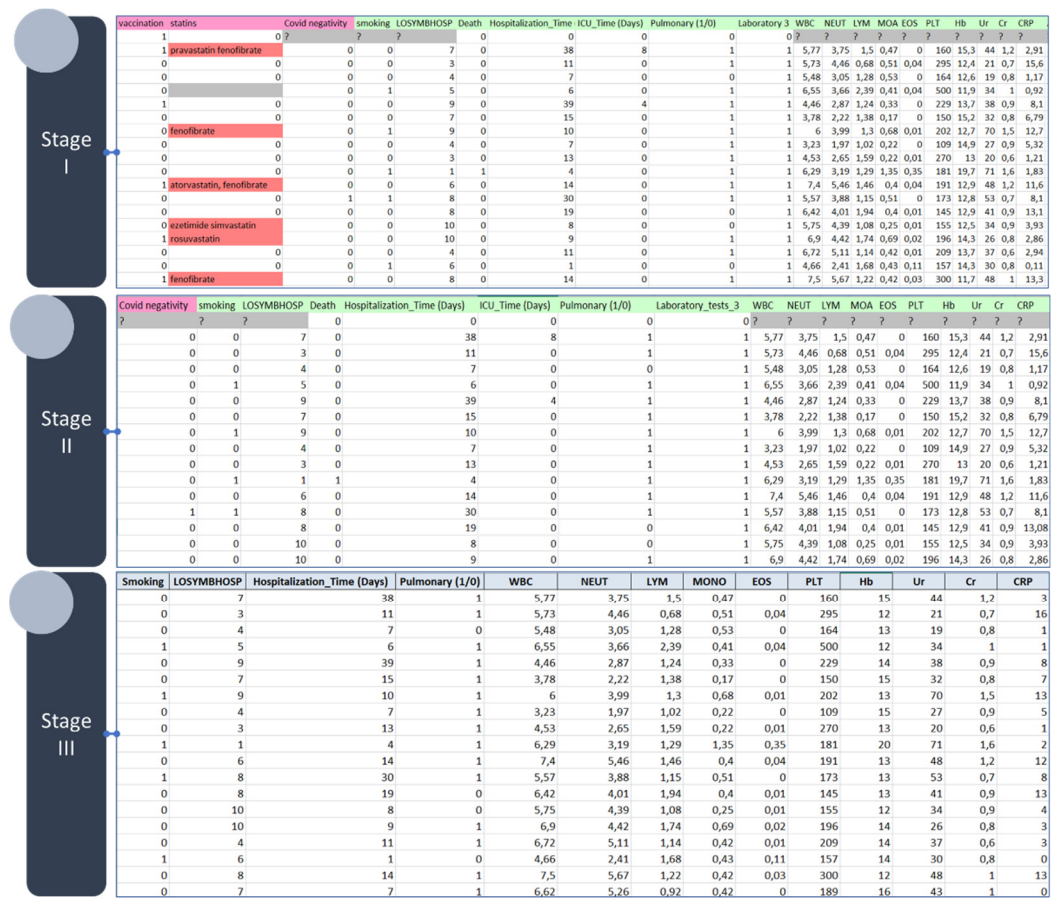 Stage I
vaccination statins Covid negativity smoking LOSYMBHOSP Death Hospitalization_Time ICU_Time (Days) Pulmonary (1/0) Laboratory 3 WBC NEUT LYM MOA EOS PLT Hb Ur Cr CRP
1 0 ? ? ? 0 0 0 0 0 ? ? ? ? ? ? ? ? ? ?
1 pravastatin fenofibrate 0 0 7 0 38 8 1 1 5,77 3,75 1,5 0,47 0 160 15,3 44 1,2 2,91
0 0 0 0 3 0 11 0 1 1 5,73 4,46 0,68 0,51 0,04 295 12,4 21 0,7 15,6
0 0 0 0 4 0 7 0 0 1 5,48 3,05 1,28 0,53 0 164 12,6 19 0,8 1,17
0 0 1 5 0 6 0 1 1 6,55 3,66 2,39 0,41 0,04 500 11,9 34 1 0,92
1 0 0 0 9 0 39 4 1 1 4,46 2,87 1,24 0,33 0 229 13,7 38 0,9 8,1
0 0 0 0 7 0 15 0 1 1 3,78 2,22 1,38 0,17 0 150 15,2 32 0,8 6,79
0 fenofibrate 0 1 9 0 10 0 1 1 6 3,99 1,3 0,68 0,01 202 12,7 70 1,5 12,7
0 0 0 0 4 0 7 0 1 1 3,23 1,97 1,02 0,22 0 109 14,9 27 0,9 5,32
0 0 0 0 3 0 13 0 1 1 4,53 2,65 1,59 0,22 0,01 270 13 20 0,6 1,21
0 0 0 1 1 1 4 0 1 1 6,29 3,19 1,29 1,35 0,35 181 19,7 71 1,6 1,83
1 atorvastatin, fenofibrate 0 0 6 0 14 0 1 1 7,4 5,46 1,46 0,4 0,04 191 12,9 48 1,2 11,6
0 0 1 1 8 0 30 0 1 1 5,57 3,88 1,15 0,51 0 173 12,8 53 0,7 8,1
0 0 0 0 8 0 19 0 0 1 6,42 4,01 1,94 0,4 0,01 145 12,9 41 0,9 13,1
0 ezetimide simvastatin 0 0 10 0 8 0 0 1 5,75 4,39 1,08 0,25 0,01 155 12,5 34 0,9 3,93
1 rosuvastatin 0 0 10 0 9 0 1 1 6,9 4,42 1,74 0,69 0,02 196 14,3 26 0,8 2,86
0 0 0 0 4 0 11 0 1 1 6,72 5,11 1,14 0,42 0,01 209 13,7 37 0,6 2,94
0 0 0 1 6 0 1 0 0 1 4,66 2,41 1,68 0,43 0,11 157 14,3 30 0,8 0,11
1 fenofibrate 0 0 8 0 14 0 1 1 7,5 5,67 1,22 0,42 0,03 300 11,7 48 1 13,3
Stage II
Covid negativity smoking LOSYMBHOSP Death Hospitalization_Time (Days) ICU_Time (Days) Pulmonary (1/0) Laboratory_tests_3 WBC NEUT LYM MOA EOS PLT Hb Ur Cr CRP
? ? ? 0 0 0 0 0 ? ? ? ? ? ? ? ? ? ?
0 0 7 0 38 8 1 1 5,77 3,75 1,5 0,47 0 160 15,3 44 1,2 2,91
0 0 3 0 11 0 1 1 5,73 4,46 0,68 0,51 0,04 295 12,4 21 0,7 15,6
0 0 4 0 7 0 0 1 5,48 3,05 1,28 0,53 0 164 12,6 19 0,8 1,17
0 1 5 0 6 0 1 1 6,55 3,66 2,39 0,41 0,04 500 11,9 34 1 0,92
0 0 9 0 39 4 1 1 4,46 2,87 1,24 0,33 0 229 13,7 38 0,9 8,1
0 0 7 0 15 0 1 1 3,78 2,22 1,38 0,17 0 150 15,2 32 0,8 6,79
0 1 9 0 10 0 1 1 6 3,99 1,3 0,68 0,01 202 12,7 70 1,5 12,7
0 0 4 0 7 0 1 1 3,23 1,97 1,02 0,22 0 109 14,9 27 0,9 5,32
0 0 3 0 13 0 1 1 4,53 2,65 1,59 0,22 0,01 270 13 20 0,6 1,21
0 1 1 1 4 0 1 1 6,29 3,19 1,29 1,35 0,35 181 19,7 71 1,6 1,83
0 0 6 0 14 0 1 1 7,4 5,46 1,46 0,4 0,04 191 12,9 48 1,2 11,6
1 1 8 0 30 0 1 1 5,57 3,88 1,15 0,51 0 173 12,8 53 0,7 8,1
0 0 8 0 19 0 0 1 6,42 4,01 1,94 0,4 0,01 145 12,9 41 0,9 13,08
0 0 10 0 8 0 0 1 5,75 4,39 1,08 0,25 0,01 155 12,5 34 0,9 3,93
0 0 10 0 9 0 1 1 6,9 4,42 1,74 0,69 0,02 196 14,3 26 0,8 2,86
Stage III
Smoking LOSYMBHOSP Hospitalization_Time (Days) Pulmonary (1/0) WBC NEUT LYM MONO EOS PLT Hb Ur Cr CRP
0 7 38 1 5,77 3,75 1,5 0,47 0 160 15 44 1,2 3
0 3 11 1 5,73 4,46 0,68 0,51 0,04 295 12 21 0,7 16
0 4 7 0 5,48 3,05 1,28 0,53 0 164 13 19 0,8 1
1 5 6 1 6,55 3,66 2,39 0,41 0,04 500 12 34 1 1
0 9 39 1 4,46 2,87 1,24 0,33 0 229 14 38 0,9 8
0 7 15 1 3,78 2,22 1,38 0,17 0 150 15 32 0,8 7
1 9 10 1 6 3,99 1,3 0,68 0,01 202 13 70 1,5 13
0 4 7 1 3,23 1,97 1,02 0,22 0 109 15 27 0,9 5
0 3 13 1 4,53 2,65 1,59 0,22 0,01 270 13 20 0,6 1
1 1 4 1 6,29 3,19 1,29 1,35 0,35 181 20 71 1,6 2
0 6 14 1 7,4 5,46 1,46 0,4 0,04 191 13 48 1,2 12
1 8 30 1 5,57 3,88 1,15 0,51 0 173 13 53 0,7 8
0 8 19 0 6,42 4,01 1,94 0,4 0,01 145 13 41 0,9 13
0 10 8 0 5,75 4,39 1,08 0,25 0,01 155 12 34 0,9 4
0 10 9 1 6,9 4,42 1,74 0,69 0,02 196 14 26 0,8 3
0 4 11 1 6,72 5,11 1,14 0,42 0,01 209 14 37 0,6 3
1 6 1 0 4,66 2,41 1,68 0,43 0,11 157 14 30 0,8 0
0 8 14 1 7,5 5,67 1,22 0,42 0,03 300 12 48 1 13
0 7 7 1 6,62 5,26 0,92 0,42 0 189 16 43 1 0